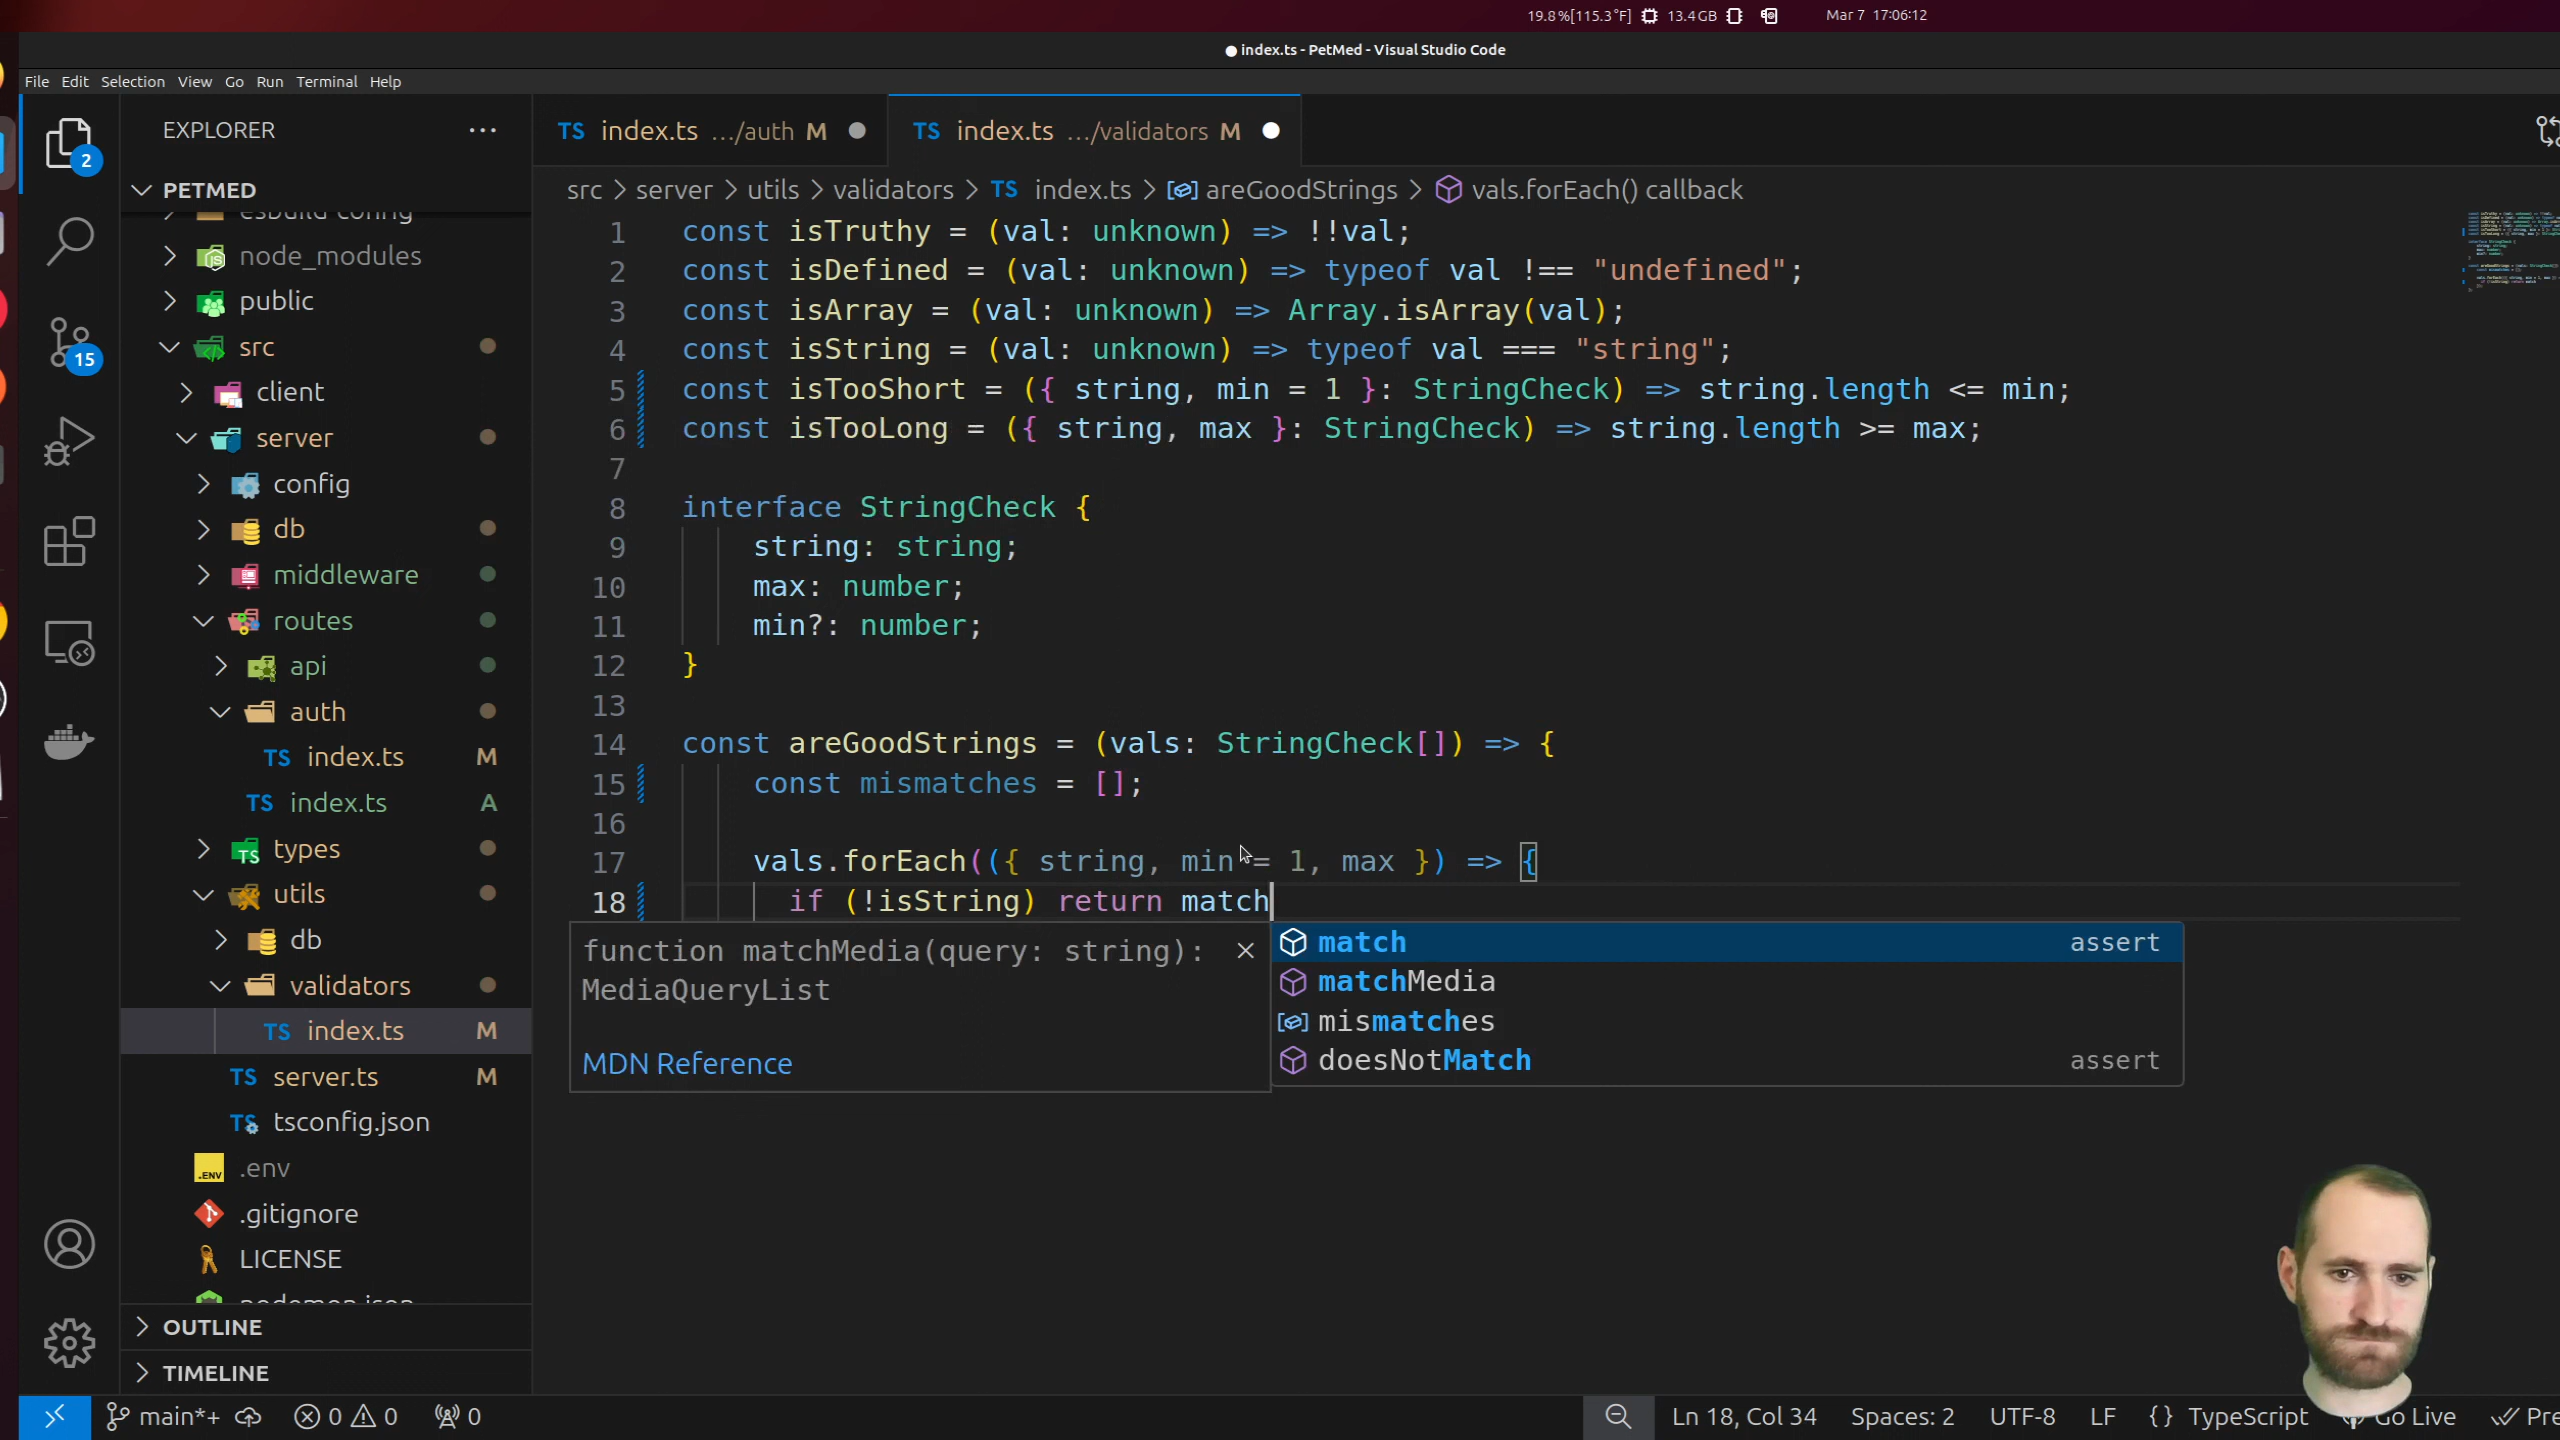 19.8%[115.3°F] 13.4GB Mar 7 17:06:12
index.ts - PetMed - Visual Studio Code
File Edit Selection View Go Run Terminal Help
EXPLORER
PETMED
esbuild-config
node_modules
public
src
client
server
config
db
middleware
routes
api
auth
TS index.ts M
TS index.ts A
types
utils
db
validators
TS index.ts M
TS server.ts M
tsconfig.json
.env
.gitignore
LICENSE
nodemon.json
OUTLINE
TIMELINE
2
15
TS index.ts .../auth M
TS index.ts .../validators M
src > server > utils > validators > TS index.ts > areGoodStrings > vals.forEach() callback
1 const isTruthy = (val: unknown) => !!val;
2 const isDefined = (val: unknown) => typeof val !== "undefined";
3 const isArray = (val: unknown) => Array.isArray(val);
4 const isString = (val: unknown) => typeof val === "string";
5 const isTooShort = ({ string, min = 1 }: StringCheck) => string.length <= min;
6 const isTooLong = ({ string, max }: StringCheck) => string.length >= max;
7
8 interface StringCheck {
9 string: string;
10 max: number;
11 min?: number;
12 }
13
14 const areGoodStrings = (vals: StringCheck[]) => {
15 const mismatches = [];
16
17 vals.forEach(({ string, min = 1, max }) => {
18 if (!isString) return match
function matchMedia(query: string):
MediaQueryList
MDN Reference
match assert
matchMedia
mismatches
doesNotMatch assert
main*+ 0 0 0 Ln 18, Col 34 Spaces: 2 UTF-8 LF {} TypeScript Go Live Pre